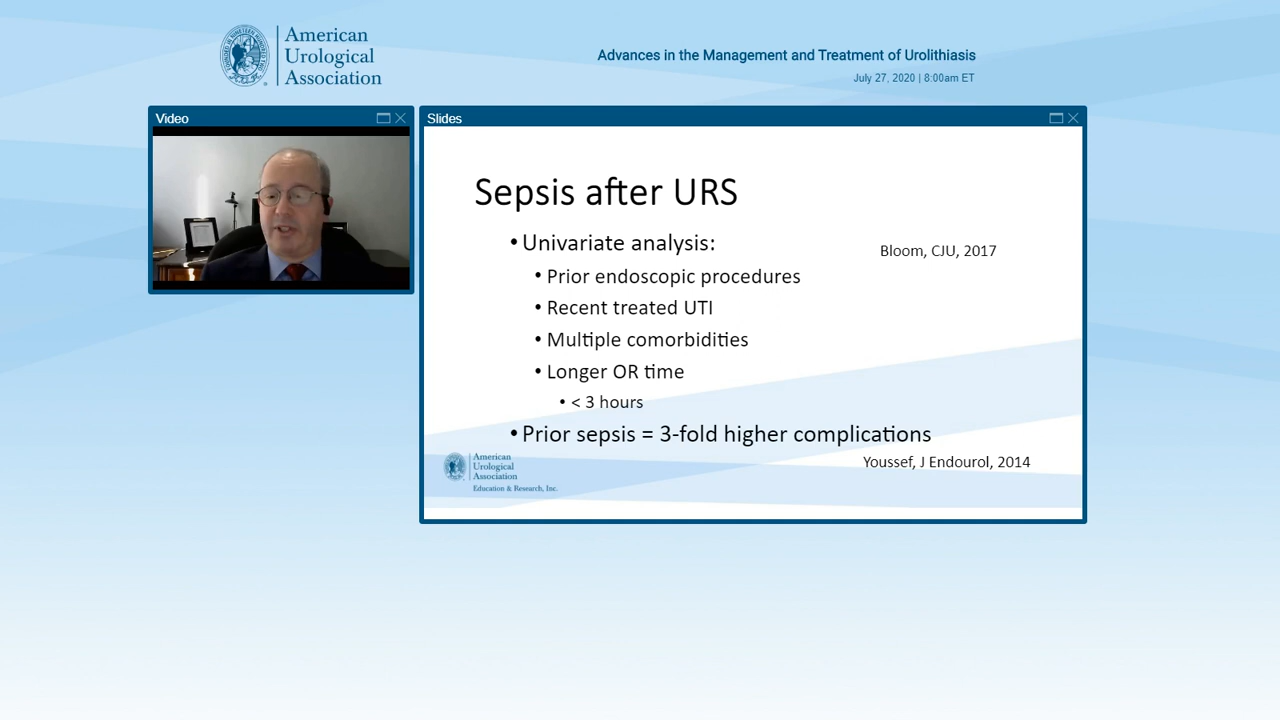 American
Urological
Association
Advances in the Management and Treatment of Urolithiasis
July 27, 2020 | 8:00am ET
Video
Slides
Sepsis after URS
• Univariate analysis:
Bloom, CJU, 2017
• Prior endoscopic procedures
• Recent treated UTI
• Multiple comorbidities
• Longer OR time
• < 3 hours
• Prior sepsis = 3-fold higher complications
Youssef, J Endourol, 2014
American
Urological
Association
Education & Research, Inc.